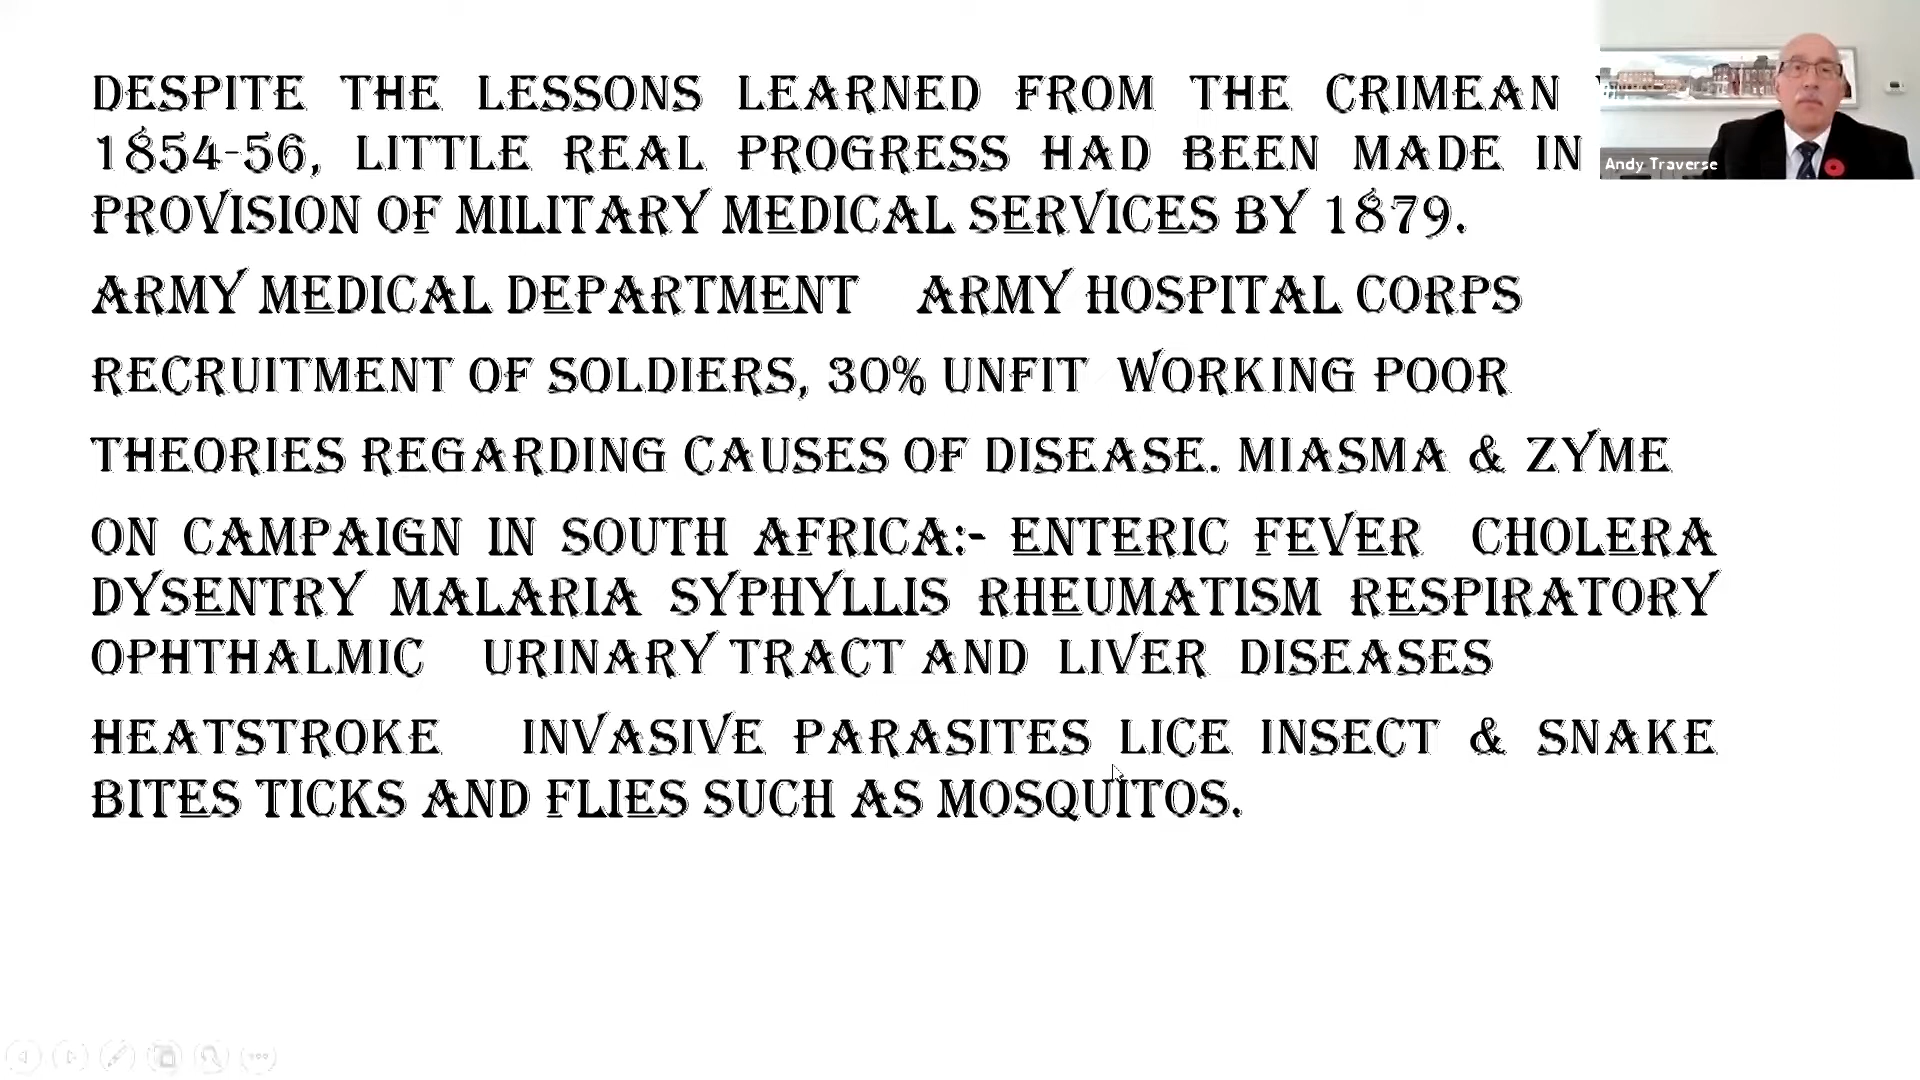 DESPITE THE LESSONS LEARNED FROM THE CRIMEAN
1854-56, LITTLE REAL PROGRESS HAD BEEN MADE IN
PROVISION OF MILITARY MEDICAL SERVICES BY 1879.
ARMY MEDICAL DEPARTMENT ARMY HOSPITAL CORPS
RECRUITMENT OF SOLDIERS, 30% UNFIT WORKING POOR
THEORIES REGARDING CAUSES OF DISEASE. MIASMA & ZYME
ON CAMPAIGN IN SOUTH AFRICA:- ENTERIC FEVER CHOLERA
DYSENTRY MALARIA SYPHYLLIS RHEUMATISM RESPIRATORY
OPHTHALMIC URINARY TRACT AND LIVER DISEASES
HEATSTROKE INVASIVE PARASITES LICE INSECT & SNAKE
BITES TICKS AND FLIES SUCH AS MOSQUITOS.
Andy Traverse